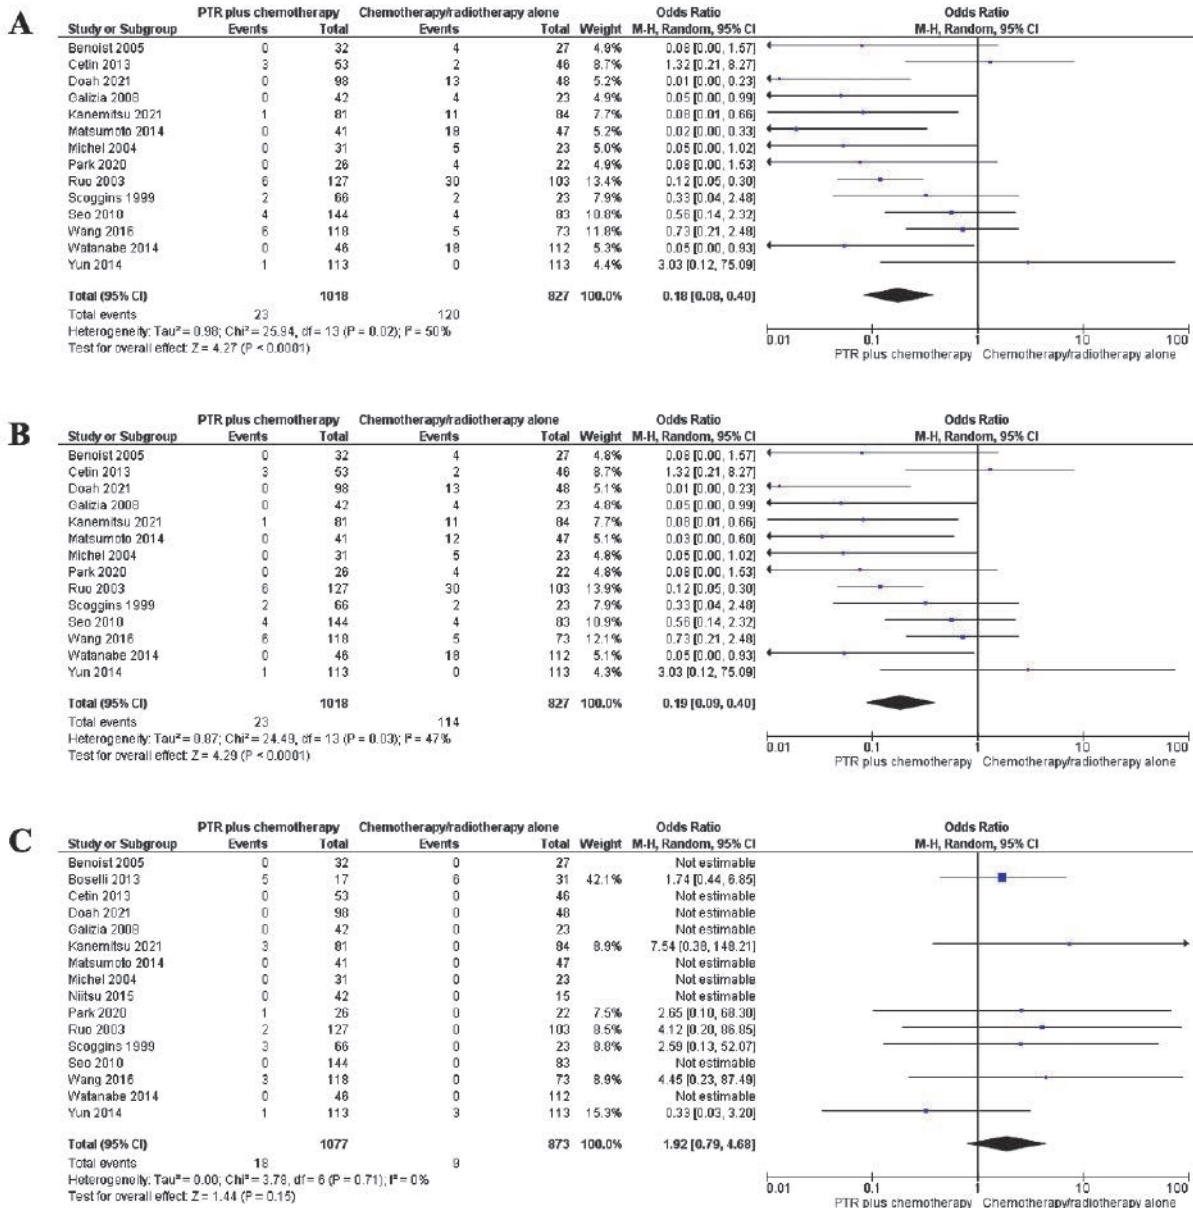 A
PTR plus chemotherapy Chemotherapy/radiotherapy alone Odds Ratio Odds Ratio
Study or Subgroup Events Total Events Total Weight M-H, Random, 95% CI M-H, Random, 95% CI
Benoist 2005 0 32 4 27 4.9% 0.08 [0.00, 1.57]
Cetin 2013 3 53 2 46 8.7% 1.32 [0.21, 8.27]
Doah 2021 0 98 13 48 5.2% 0.01 [0.00, 0.23]
Galizia 2008 0 42 4 23 4.9% 0.05 [0.00, 0.99]
Kanemitsu 2021 1 81 11 84 7.7% 0.08 [0.01, 0.66]
Matsumoto 2014 0 41 18 47 5.2% 0.02 [0.00, 0.33]
Michel 2004 0 31 5 23 4.9% 0.05 [0.00, 1.02]
Park 2020 0 26 4 22 4.9% 0.08 [0.00, 1.53]
Ruo 2003 6 127 30 103 13.4% 0.12 [0.05, 0.30]
Scoggins 1999 2 66 2 23 7.9% 0.33 [0.04, 2.48]
Seo 2010 4 144 4 83 10.8% 0.56 [0.14, 2.32]
Wang 2016 6 118 5 73 11.8% 0.73 [0.21, 2.48]
Watanabe 2014 0 46 18 112 5.3% 0.05 [0.00, 0.93]
Yun 2014 1 113 0 113 4.4% 3.03 [0.12, 75.09]
Total (95% CI) 1018 827 100.0% 0.18 [0.08, 0.40]
Total events 23 120
Heterogeneity: Tau² = 0.98; Chi² = 25.94, df = 13 (P = 0.02); I² = 50%
Test for overall effect: Z = 4.27 (P < 0.0001)
0.01 0.1 1 10 100
PTR plus chemotherapy Chemotherapy/radiotherapy alone
B
PTR plus chemotherapy Chemotherapy/radiotherapy alone Odds Ratio Odds Ratio
Study or Subgroup Events Total Events Total Weight M-H, Random, 95% CI M-H, Random, 95% CI
Benoist 2005 0 32 4 27 4.8% 0.08 [0.00, 1.57]
Cetin 2013 3 53 2 46 8.7% 1.32 [0.21, 8.27]
Doah 2021 0 98 13 48 5.1% 0.01 [0.00, 0.23]
Galizia 2008 0 42 4 23 4.8% 0.05 [0.00, 0.99]
Kanemitsu 2021 1 81 11 84 7.7% 0.08 [0.01, 0.66]
Matsumoto 2014 0 41 12 47 5.1% 0.03 [0.00, 0.60]
Michel 2004 0 31 5 23 4.8% 0.05 [0.00, 1.02]
Park 2020 0 26 4 22 4.8% 0.08 [0.00, 1.53]
Ruo 2003 6 127 30 103 13.9% 0.12 [0.05, 0.30]
Scoggins 1999 2 66 2 23 7.9% 0.33 [0.04, 2.48]
Seo 2010 4 144 4 83 10.9% 0.56 [0.14, 2.32]
Wang 2016 6 118 5 73 12.1% 0.73 [0.21, 2.48]
Watanabe 2014 0 46 18 112 5.1% 0.05 [0.00, 0.93]
Yun 2014 1 113 0 113 4.3% 3.03 [0.12, 75.09]
Total (95% CI) 1018 827 100.0% 0.19 [0.09, 0.40]
Total events 23 114
Heterogeneity: Tau² = 0.87; Chi² = 24.49, df = 13 (P = 0.03); I² = 47%
Test for overall effect: Z = 4.29 (P < 0.0001)
0.01 0.1 1 10 100
PTR plus chemotherapy Chemotherapy/radiotherapy alone
C
PTR plus chemotherapy Chemotherapy/radiotherapy alone Odds Ratio Odds Ratio
Study or Subgroup Events Total Events Total Weight M-H, Random, 95% CI M-H, Random, 95% CI
Benoist 2005 0 32 0 27 Not estimable
Boselli 2013 5 17 6 31 42.1% 1.74 [0.44, 6.85]
Cetin 2013 0 53 0 46 Not estimable
Doah 2021 0 98 0 48 Not estimable
Galizia 2008 0 42 0 23 Not estimable
Kanemitsu 2021 3 81 0 84 8.9% 7.54 [0.38, 148.21]
Matsumoto 2014 0 41 0 47 Not estimable
Michel 2004 0 31 0 23 Not estimable
Niitsu 2015 0 42 0 15 Not estimable
Park 2020 1 26 0 22 7.5% 2.65 [0.10, 68.30]
Ruo 2003 2 127 0 103 8.5% 4.12 [0.20, 86.85]
Scoggins 1999 3 66 0 23 8.8% 2.59 [0.13, 52.07]
Seo 2010 0 144 0 83 Not estimable
Wang 2016 3 118 0 73 8.9% 4.45 [0.23, 87.49]
Watanabe 2014 0 46 0 112 Not estimable
Yun 2014 1 113 3 113 15.3% 0.33 [0.03, 3.20]
Total (95% CI) 1077 873 100.0% 1.92 [0.79, 4.68]
Total events 18 9
Heterogeneity: Tau² = 0.00; Chi² = 3.78, df = 6 (P = 0.71); I² = 0%
Test for overall effect: Z = 1.44 (P = 0.15)
0.01 0.1 1 10 100
PTR plus chemotherapy Chemotherapy/radiotherapy alone